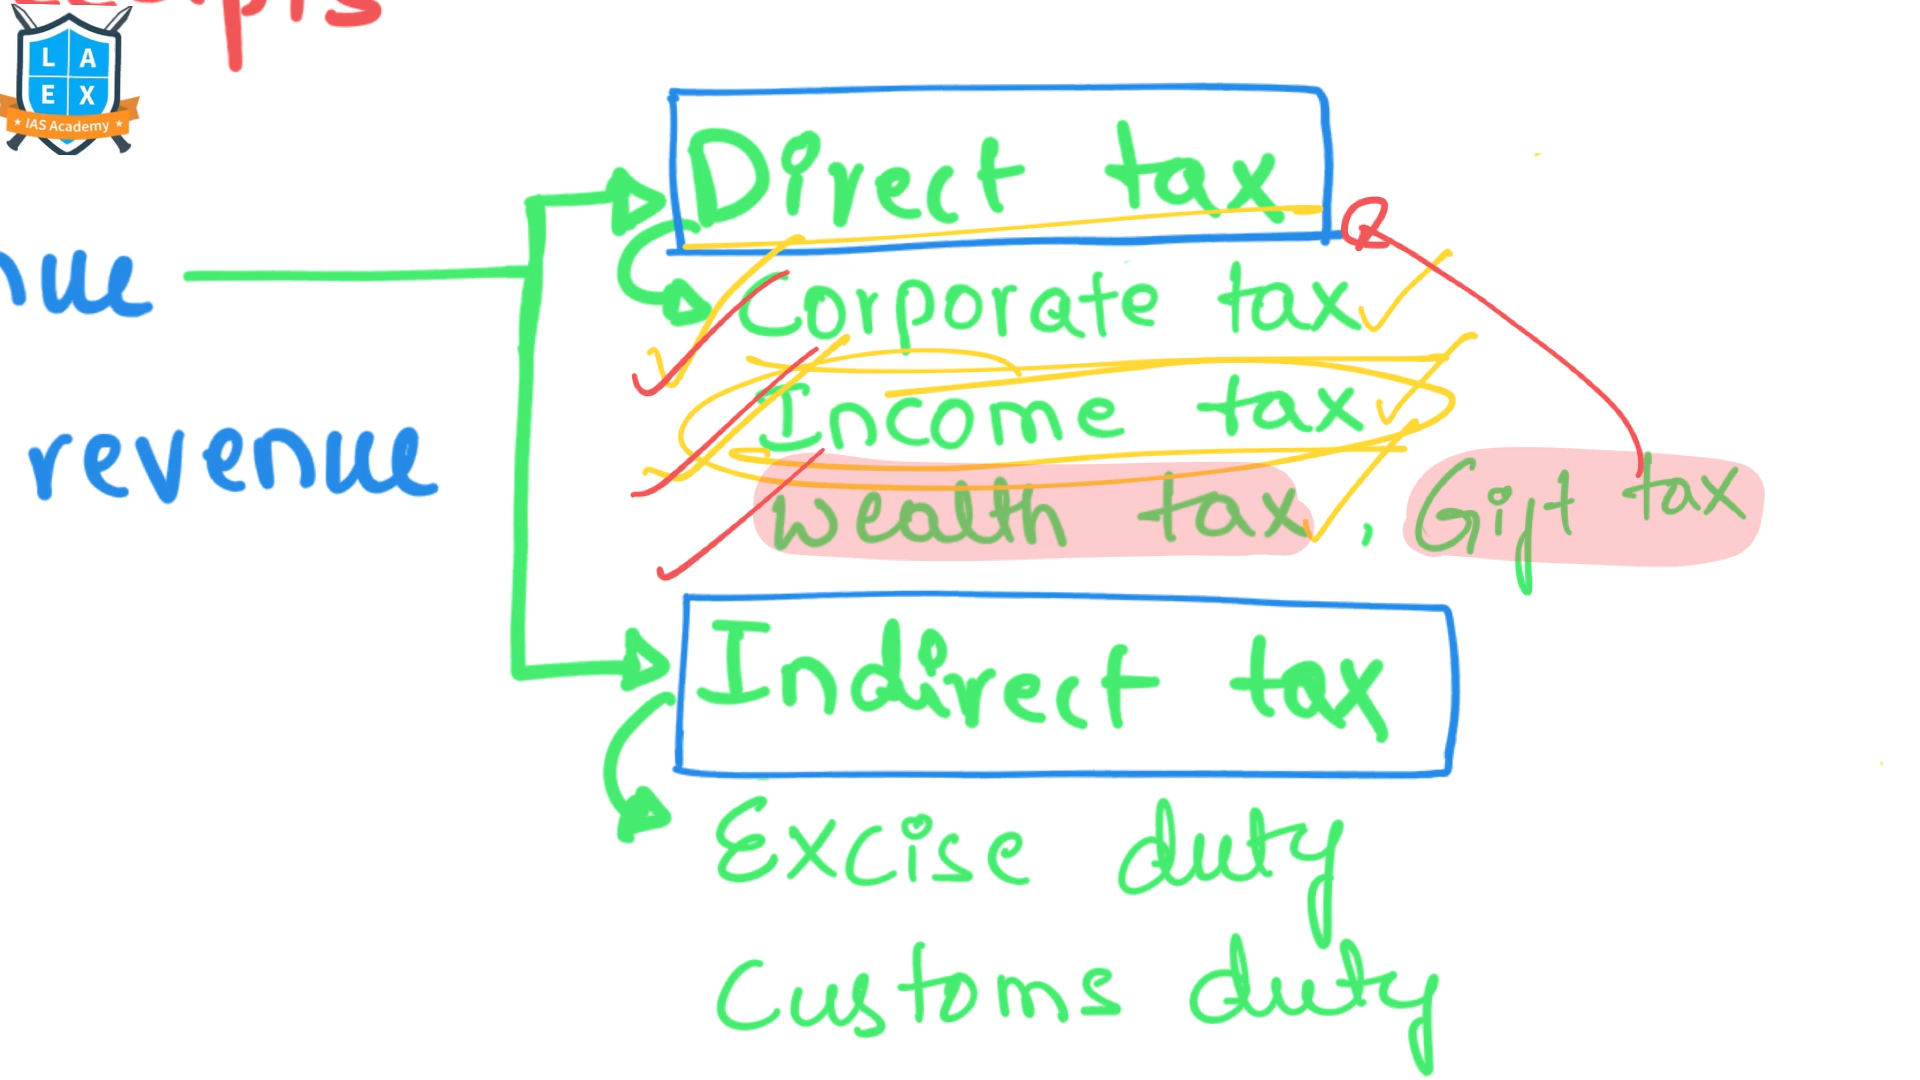 L A
E X
IAS Academy
Direct tax
Corporate tax
Income tax
revenue
Wealth tax, Gift tax
Indirect tax
Excise duty
Customs duty